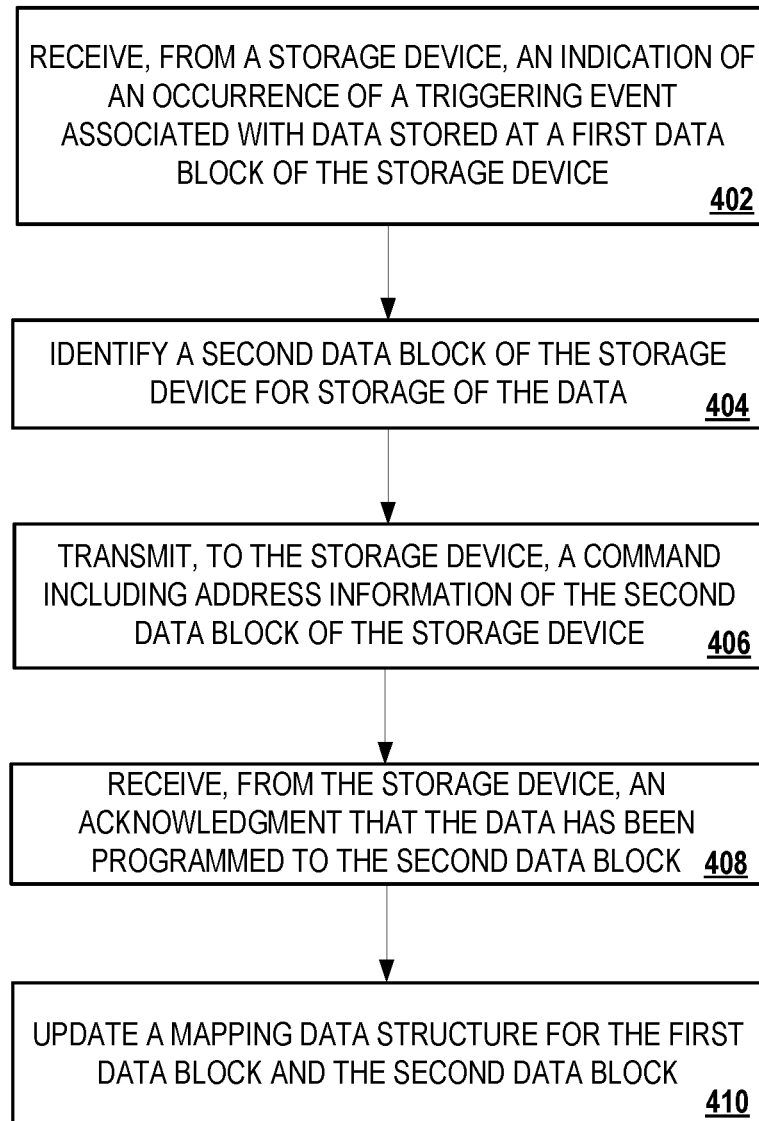 RECEIVE, FROM A STORAGE DEVICE, AN INDICATION OF
AN OCCURRENCE OF A TRIGGERING EVENT
ASSOCIATED WITH DATA STORED AT A FIRST DATA
BLOCK OF THE STORAGE DEVICE
402
IDENTIFY A SECOND DATA BLOCK OF THE STORAGE
DEVICE FOR STORAGE OF THE DATA
404
TRANSMIT, TO THE STORAGE DEVICE, A COMMAND
INCLUDING ADDRESS INFORMATION OF THE SECOND
DATA BLOCK OF THE STORAGE DEVICE
406
RECEIVE, FROM THE STORAGE DEVICE, AN
ACKNOWLEDGMENT THAT THE DATA HAS BEEN
PROGRAMMED TO THE SECOND DATA BLOCK
408
UPDATE A MAPPING DATA STRUCTURE FOR THE FIRST
DATA BLOCK AND THE SECOND DATA BLOCK
410